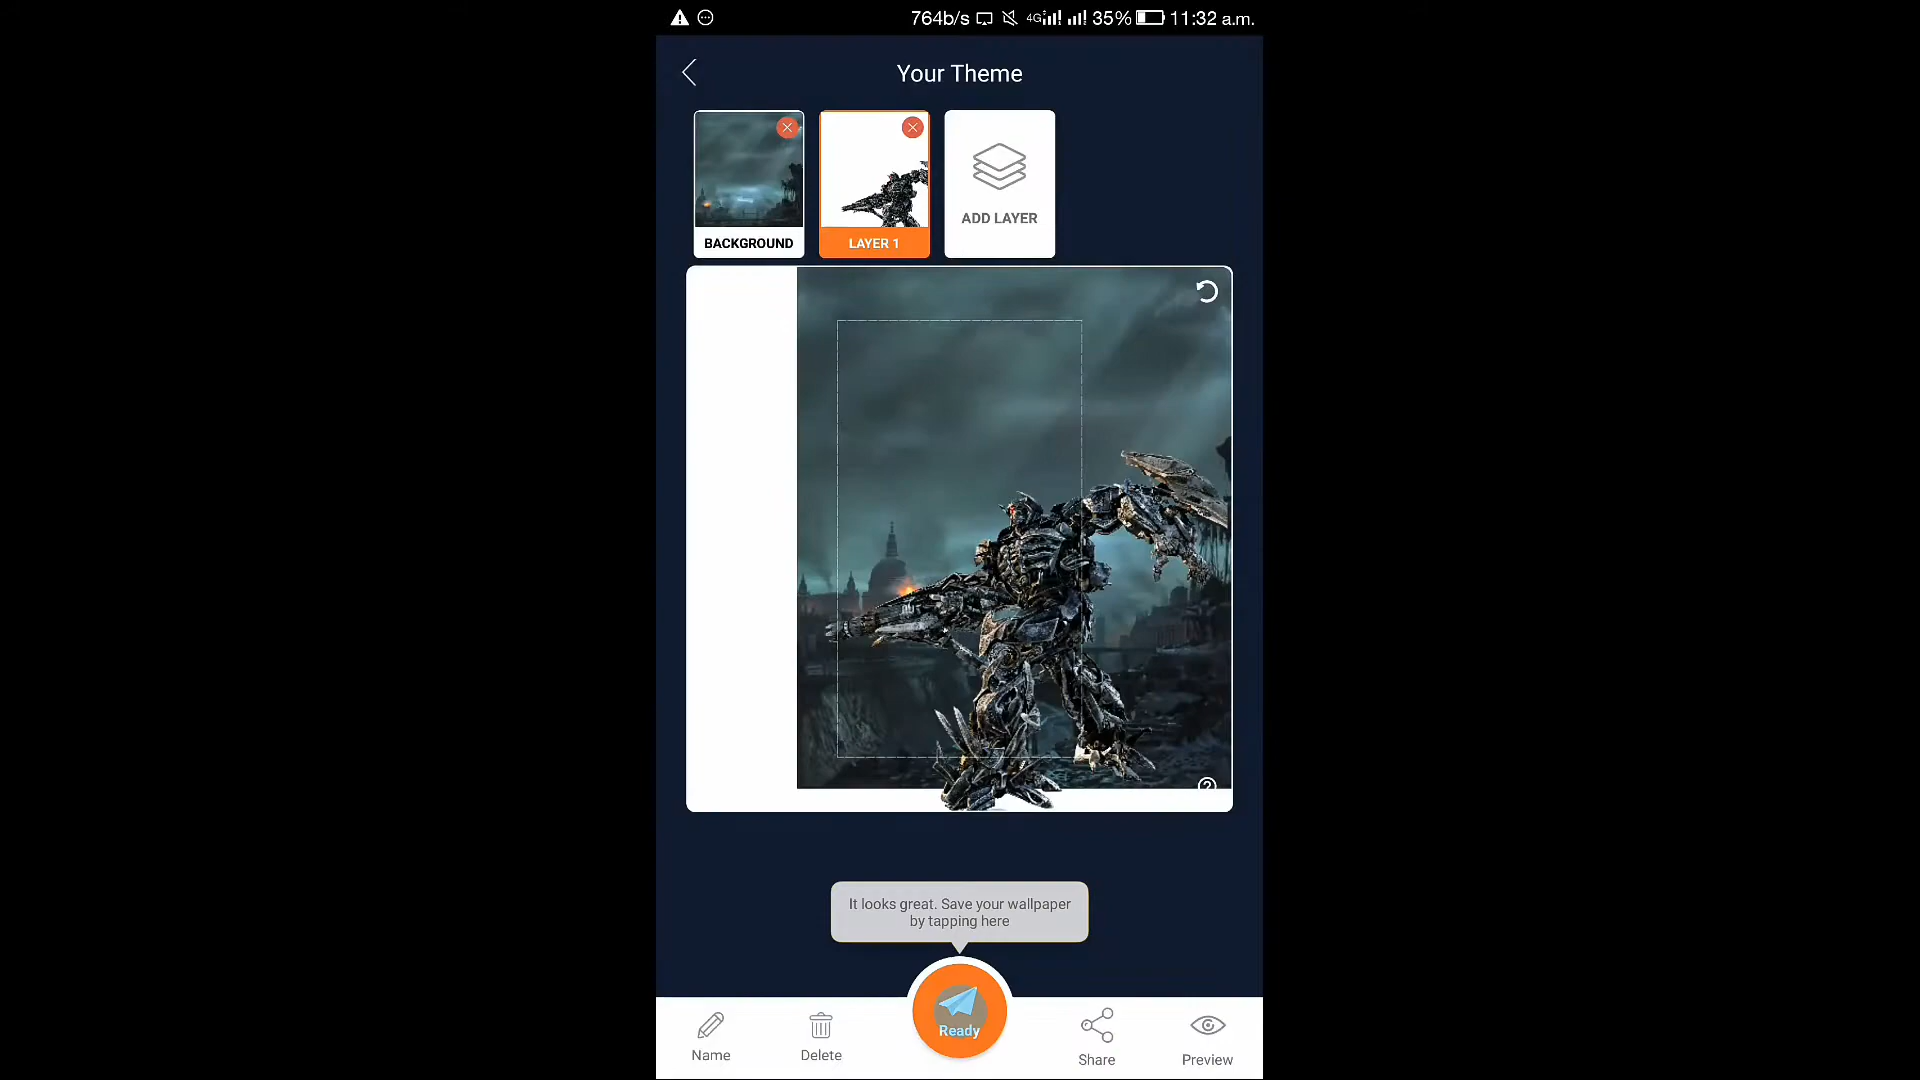 764b/s 4G 35% 11:32 a.m.
Your Theme
BACKGROUND
LAYER 1
ADD LAYER
It looks great. Save your wallpaper
by tapping here
Ready
Name
Delete
Share
Preview